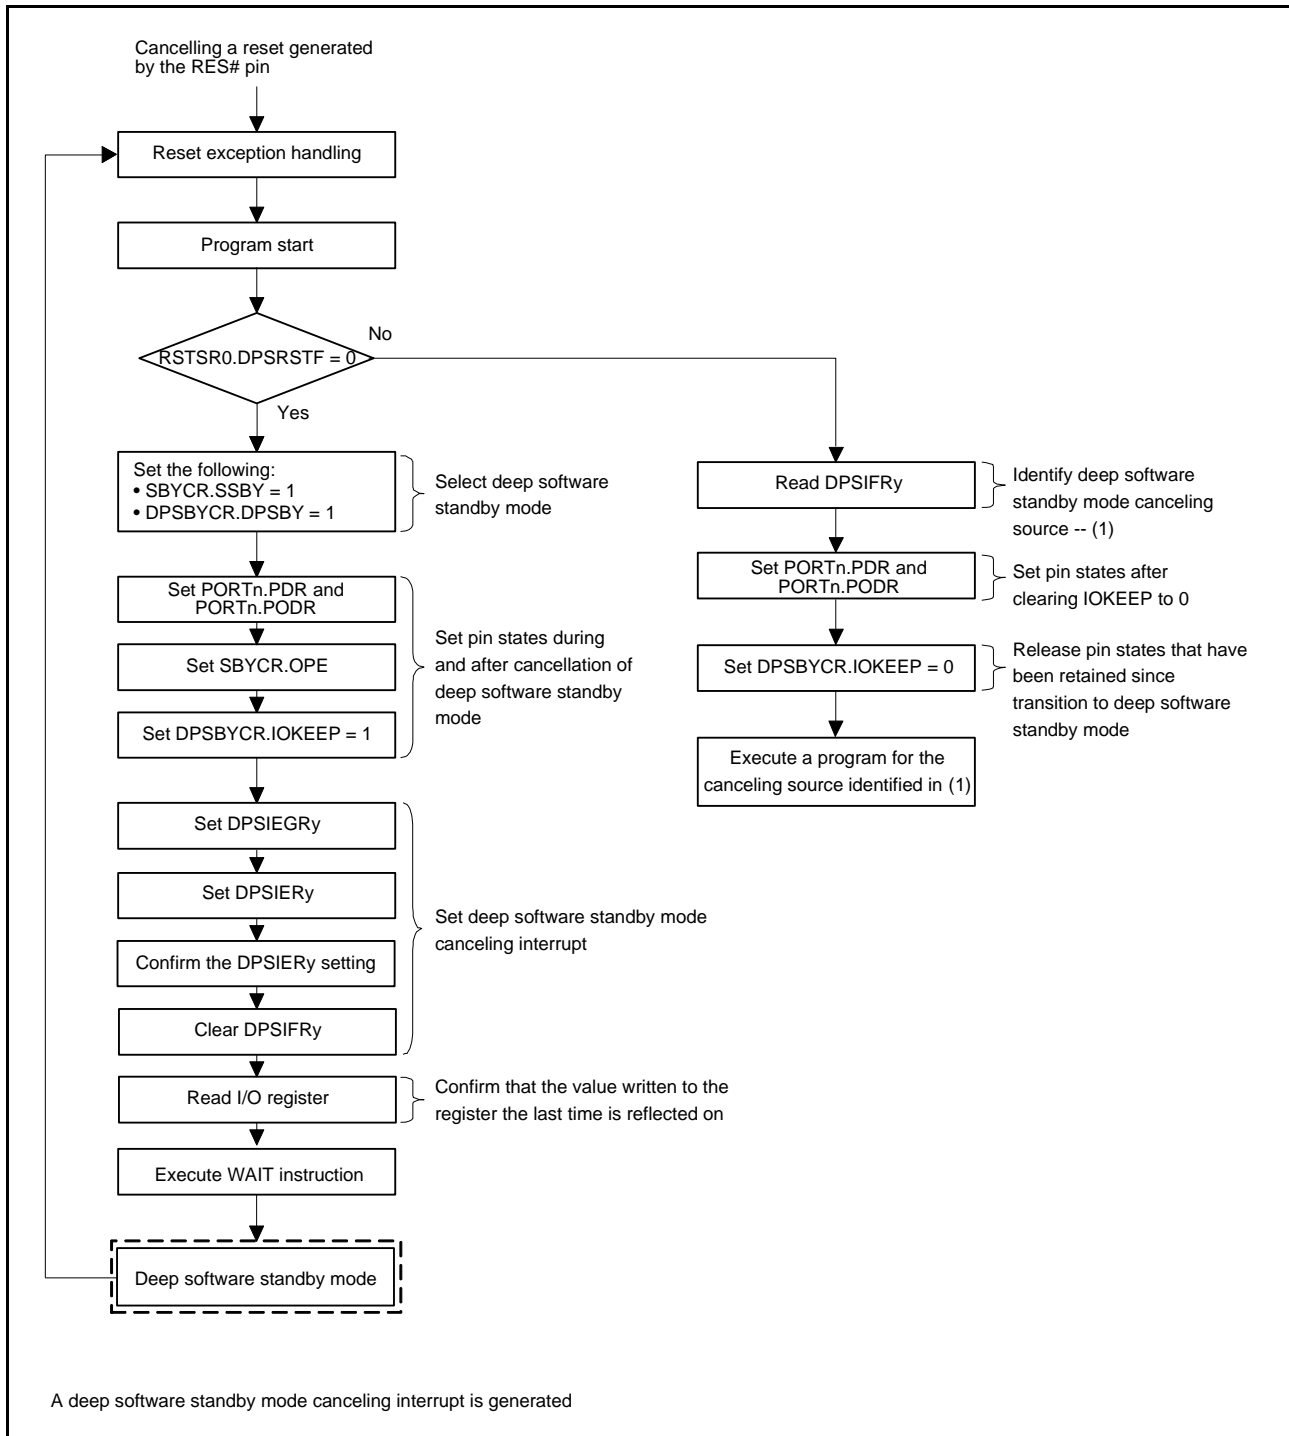 Cancelling a reset generated
by the RES# pin
Reset exception handling
Program start
RSTSR0.DPSRSTF = 0
No
Yes
Set the following:
• SBYCR.SSBY = 1
• DPSBYCR.DPSBY = 1
Select deep software
standby mode
Set PORTn.PDR and
PORTn.PODR
Set SBYCR.OPE
Set DPSBYCR.IOKEEP = 1
Set pin states during
and after cancellation of
deep software standby
mode
Set DPSIEGRy
Set DPSIERy
Confirm the DPSIERy setting
Clear DPSIFRy
Set deep software standby mode
canceling interrupt
Read I/O register
Confirm that the value written to the
register the last time is reflected on
Execute WAIT instruction
Deep software standby mode
Read DPSIFRy
Identify deep software
standby mode canceling
source -- (1)
Set PORTn.PDR and
PORTn.PODR
Set pin states after
clearing IOKEEP to 0
Set DPSBYCR.IOKEEP = 0
Release pin states that have
been retained since
transition to deep software
standby mode
Execute a program for the
canceling source identified in (1)
A deep software standby mode canceling interrupt is generated